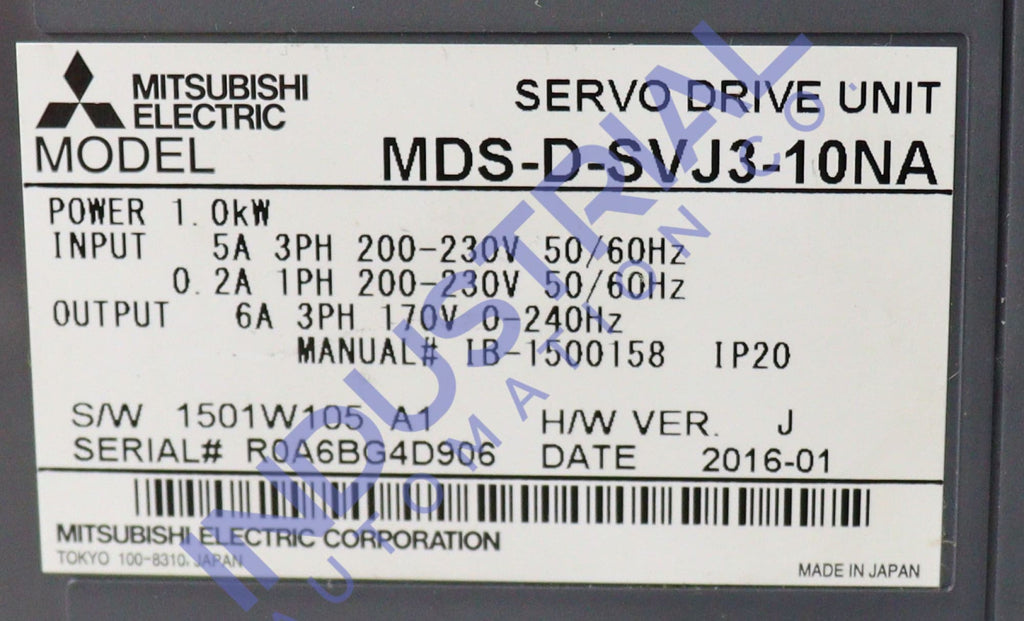 MITSUBISHI
ELECTRIC
SERVO DRIVE UNIT
MODEL MDS-D-SVJ3-10NA
POWER 1.0kW
INPUT 5A 3PH 200-230V 50/60Hz
0.2A 1PH 200-230V 50/60Hz
OUTPUT 6A 3PH 170V 0-240Hz
MANUAL# IB-1500158 IP20
S/W 1501W105 A1 H/W VER. J
SERIAL# R0A6BG4D906 DATE 2016-01
MITSUBISHI ELECTRIC CORPORATION
TOKYO 100-8310, JAPAN
MADE IN JAPAN
INDUSTRIAL
AUTOMATION CO.